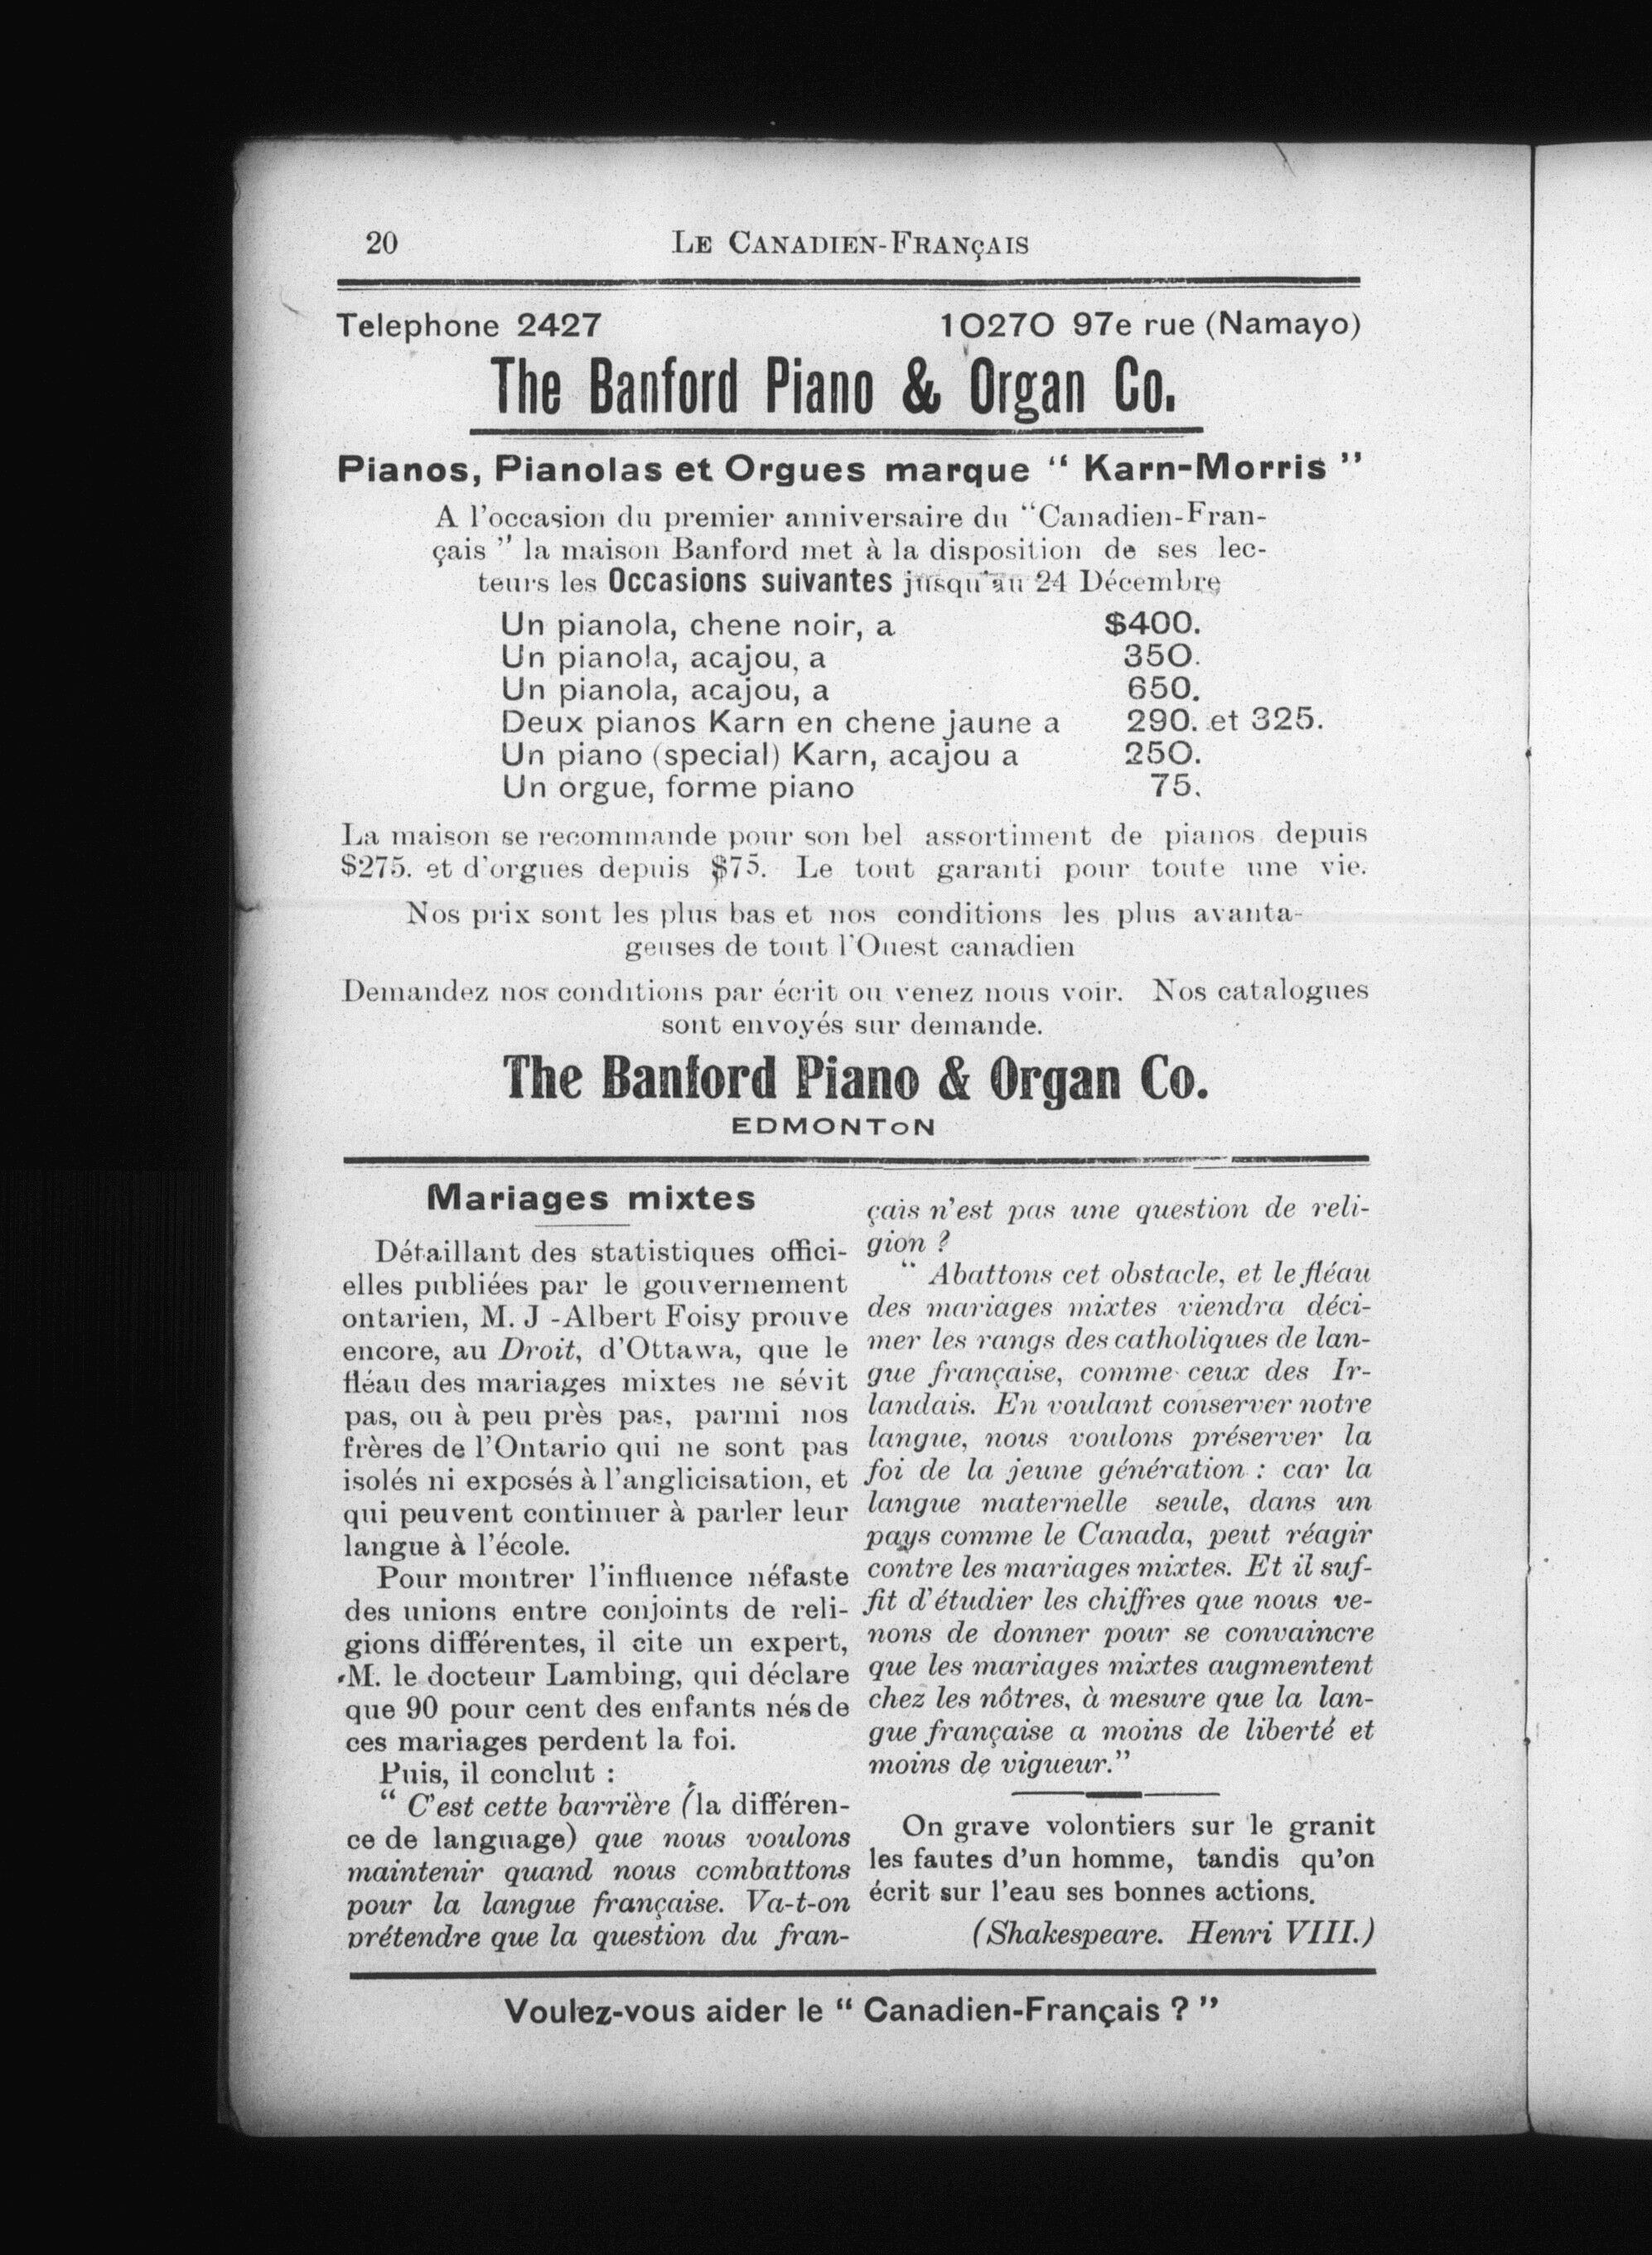 20
LE CANADIEN-FRANçAIS
Telephone 2427
10270 97e rue (Namayo)
The Banford Piano & Organ Co.
Pianos, Pianolas et Orgues marque “ Karn-Morris ”
A l'occasion du premier anniversaire du “Canadien-Fran-
çais ” la maison Banford met à la disposition de ses lec-
teurs les Occasions suivantes jusqu'au 24 Décembre
Un pianola, chene noir, a $400.
Un pianola, acajou, a 350.
Un pianola, acajou, a 650.
Deux pianos Karn en chene jaune a 290. et 325.
Un piano (special) Karn, acajou a 250.
Un orgue, forme piano 75.
La maison se recommande pour son bel assortiment de pianos depuis
$275. et d'orgues depuis $75. Le tout garanti pour toute une vie.
Nos prix sont les plus bas et nos conditions les plus avanta-
geuses de tout l'Ouest canadien
Demandez nos conditions par écrit ou venez nous voir. Nos catalogues
sont envoyés sur demande.
The Banford Piano & Organ Co.
EDMONToN
Mariages mixtes
Détaillant des statistiques offici-
elles publiées par le gouvernement
ontarien, M. J -Albert Foisy prouve
encore, au Droit, d'Ottawa, que le
fléau des mariages mixtes ne sévit
pas, ou à peu près pas, parmi nos
frères de l'Ontario qui ne sont pas
isolés ni exposés à l'anglicisation, et
qui peuvent continuer à parler leur
langue à l'école.
Pour montrer l'influence néfaste
des unions entre conjoints de reli-
gions différentes, il cite un expert,
M. le docteur Lambing, qui déclare
que 90 pour cent des enfants nés de
ces mariages perdent la foi.
Puis, il conclut :
“ C'est cette barrière (la différen-
ce de language) que nous voulons
maintenir quand nous combattons
pour la langue française. Va-t-on
prétendre que la question du fran-
çais n'est pas une question de reli-
gion ?
“ Abattons cet obstacle, et le fléau
des mariages mixtes viendra déci-
mer les rangs des catholiques de lan-
gue française, comme ceux des Ir-
landais. En voulant conserver notre
langue, nous voulons préserver la
foi de la jeune génération : car la
langue maternelle seule, dans un
pays comme le Canada, peut réagir
contre les mariages mixtes. Et il suf-
fit d'étudier les chiffres que nous ve-
nons de donner pour se convaincre
que les mariages mixtes augmentent
chez les nôtres, à mesure que la lan-
gue française a moins de liberté et
moins de vigueur.”
On grave volontiers sur le granit
les fautes d'un homme, tandis qu'on
écrit sur l'eau ses bonnes actions.
(Shakespeare. Henri VIII.)
Voulez-vous aider le “ Canadien-Français ? ”